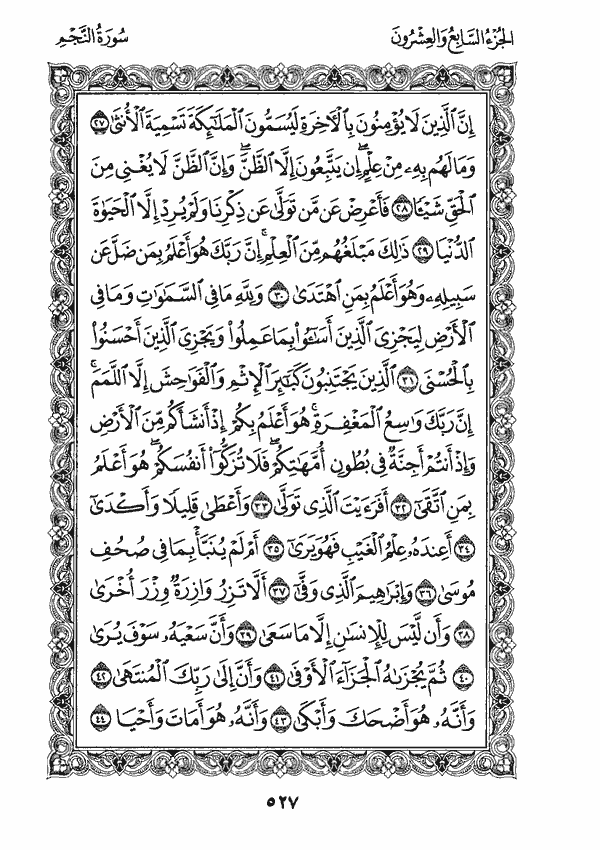 الجزء السابع والعشرون
سورة النجم
إِنَّ ٱلَّذِينَ لَا يُؤۡمِنُونَ بِٱلۡأٓخِرَةِ لَيُسَمُّونَ ٱلۡمَلَٰٓئِكَةَ تَسۡمِيَةَ ٱلۡأُنثَىٰ ٢٧
وَمَا لَهُم بِهِۦ مِنۡ عِلۡمٍۖ إِن يَتَّبِعُونَ إِلَّا ٱلظَّنَّۖ وَإِنَّ ٱلظَّنَّ لَا يُغۡنِي مِنَ
ٱلۡحَقِّ شَيۡـٔٗا ٢٨ فَأَعۡرِضۡ عَن مَّن تَوَلَّىٰ عَن ذِكۡرِنَا وَلَمۡ يُرِدۡ إِلَّا ٱلۡحَيَوٰةَ
ٱلدُّنۡيَا ٢٩ ذَٰلِكَ مَبۡلَغُهُم مِّنَ ٱلۡعِلۡمِۚ إِنَّ رَبَّكَ هُوَ أَعۡلَمُ بِمَن ضَلَّ عَن
سَبِيلِهِۦ وَهُوَ أَعۡلَمُ بِمَنِ ٱهۡتَدَىٰ ٣٠ وَلِلَّهِ مَا فِي ٱلسَّمَٰوَٰتِ وَمَا فِي
ٱلۡأَرۡضِ لِيَجۡزِيَ ٱلَّذِينَ أَسَٰٓـُٔواْ بِمَا عَمِلُواْ وَيَجۡزِيَ ٱلَّذِينَ أَحۡسَنُواْ
بِٱلۡحُسۡنَى ٣١ ٱلَّذِينَ يَجۡتَنِبُونَ كَبَٰٓئِرَ ٱلۡإِثۡمِ وَٱلۡفَوَٰحِشَ إِلَّا ٱللَّمَمَۚ
إِنَّ رَبَّكَ وَٰسِعُ ٱلۡمَغۡفِرَةِۚ هُوَ أَعۡلَمُ بِكُمۡ إِذۡ أَنشَأَكُم مِّنَ ٱلۡأَرۡضِ
وَإِذۡ أَنتُمۡ أَجِنَّةٞ فِي بُطُونِ أُمَّهَٰتِكُمۡۖ فَلَا تُزَكُّوٓاْ أَنفُسَكُمۡۖ هُوَ أَعۡلَمُ
بِمَنِ ٱتَّقَىٰٓ ٣٢ أَفَرَءَيۡتَ ٱلَّذِي تَوَلَّىٰ ٣٣ وَأَعۡطَىٰ قَلِيلٗا وَأَكۡدَىٰٓ
٣٤ أَعِندَهُۥ عِلۡمُ ٱلۡغَيۡبِ فَهُوَ يَرَىٰٓ ٣٥ أَمۡ لَمۡ يُنَبَّأۡ بِمَا فِي صُحُفِ
مُوسَىٰ ٣٦ وَإِبۡرَٰهِيمَ ٱلَّذِي وَفَّىٰٓ ٣٧ أَلَّا تَزِرُ وَازِرَةٞ وِزۡرَ أُخۡرَىٰ
٣٨ وَأَن لَّيۡسَ لِلۡإِنسَٰنِ إِلَّا مَا سَعَىٰ ٣٩ وَأَنَّ سَعۡيَهُۥ سَوۡفَ يُرَىٰ
٤٠ ثُمَّ يُجۡزَىٰهُ ٱلۡجَزَآءَ ٱلۡأَوۡفَىٰ ٤١ وَأَنَّ إِلَىٰ رَبِّكَ ٱلۡمُنتَهَىٰ ٤٢
وَأَنَّهُۥ هُوَ أَضۡحَكَ وَأَبۡكَىٰ ٤٣ وَأَنَّهُۥ هُوَ أَمَاتَ وَأَحۡيَا ٤٤
٥٢٧